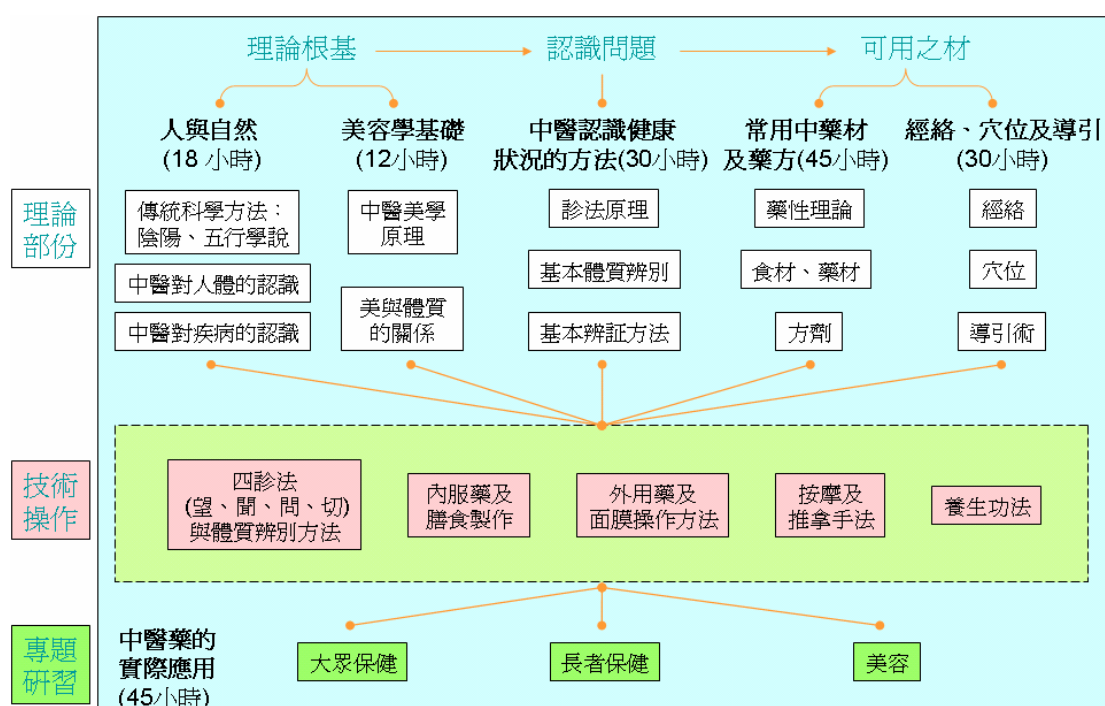 理論根基
認識問題
可用之材
人與自然
(18 小時)
美容學基礎
(12小時)
中醫認識健康
狀況的方法(30小時)
常用中藥材
及藥方(45小時)
經絡、穴位及導引
(30小時)
理論
部份
傳統科學方法：
陰陽、五行學說
中醫對人體的認識
中醫對疾病的認識
中醫美學
原理
美與體質
的關係
診法原理
基本體質辨別
基本辨証方法
藥性理論
食材、藥材
方劑
經絡
穴位
導引術
技術
操作
四診法
(望、聞、問、切)
與體質辨別方法
內服藥及
膳食製作
外用藥及
面膜操作方法
按摩及
推拿手法
養生功法
專題
研習
中醫藥的
實際應用
(45小時)
大眾保健
長者保健
美容